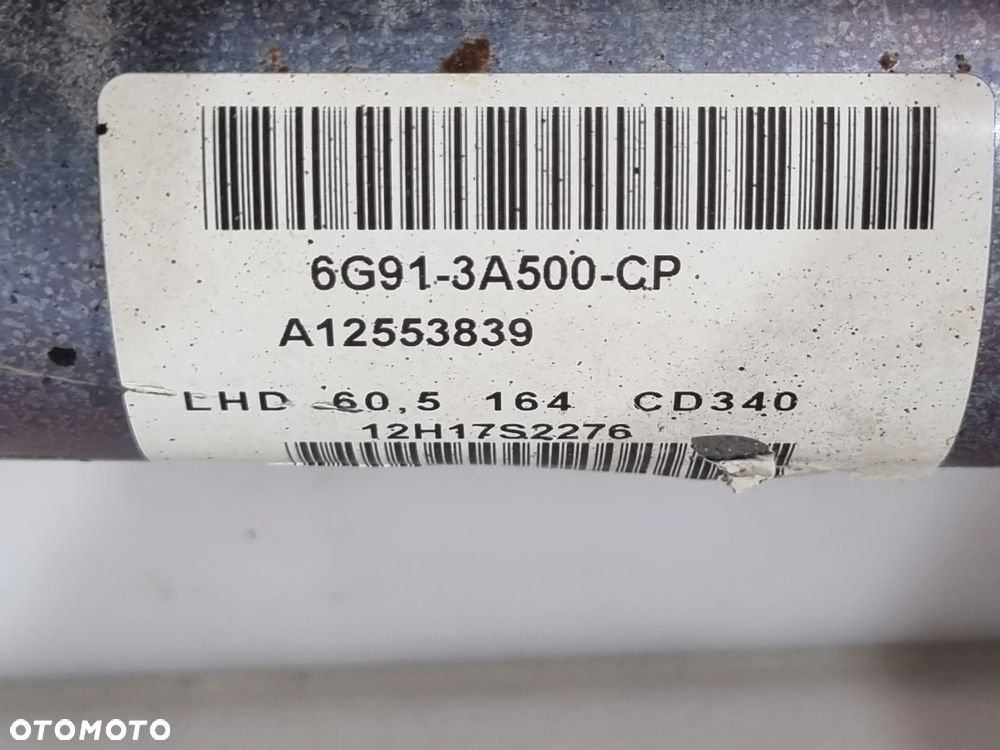 6G91-3A500-CP
A12553839
LHD 60,5 164 CD340
12H17S2276
OTOMOTO